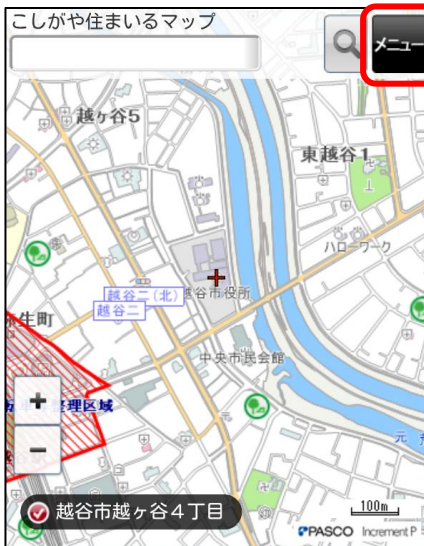 こしがや住まいるマップ
メニュー
越ヶ谷5
東越谷1
ハローワーク
越谷二(北)
越谷市役所
越谷二
生町
中央市民会館
整理区域
元
越谷市越ヶ谷4丁目
100m
PASCO Increment P